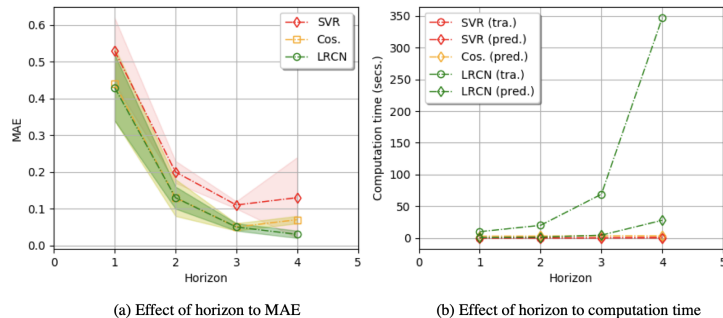 SVR
Cos.
LRCN
0.6
0.5
0.4
0.3
0.2
0.1
0.0
MAE
0 1 2 3 4 5
Horizon
(a) Effect of horizon to MAE
SVR (tra.)
SVR (pred.)
Cos. (pred.)
LRCN (tra.)
LRCN (pred.)
350
300
250
200
150
100
50
0
Computation time (secs.)
0 1 2 3 4 5
Horizon
(b) Effect of horizon to computation time